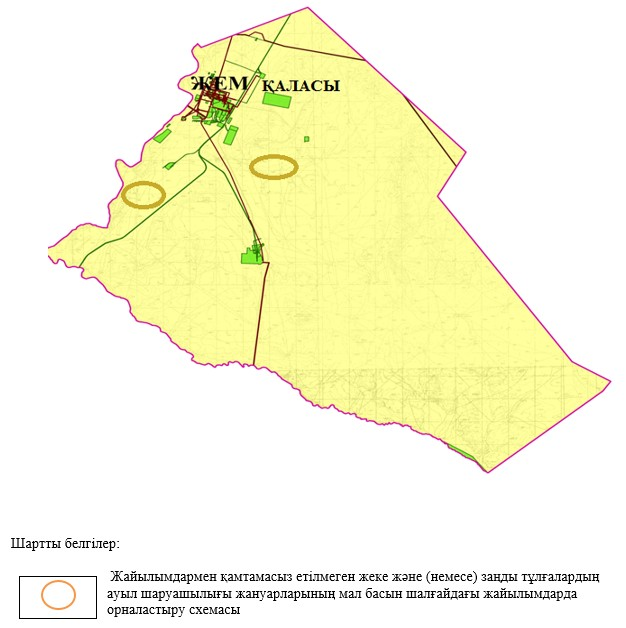 ЖЕМ ҚАЛАСЫ
Шартты белгілер:
Жайылымдармен қамтамасыз етілмеген жеке және (немесе) заңды тұлғалардың
ауыл шаруашылығы жануарларының мал басын шалғайдағы жайылымдарда
орналастыру схемасы